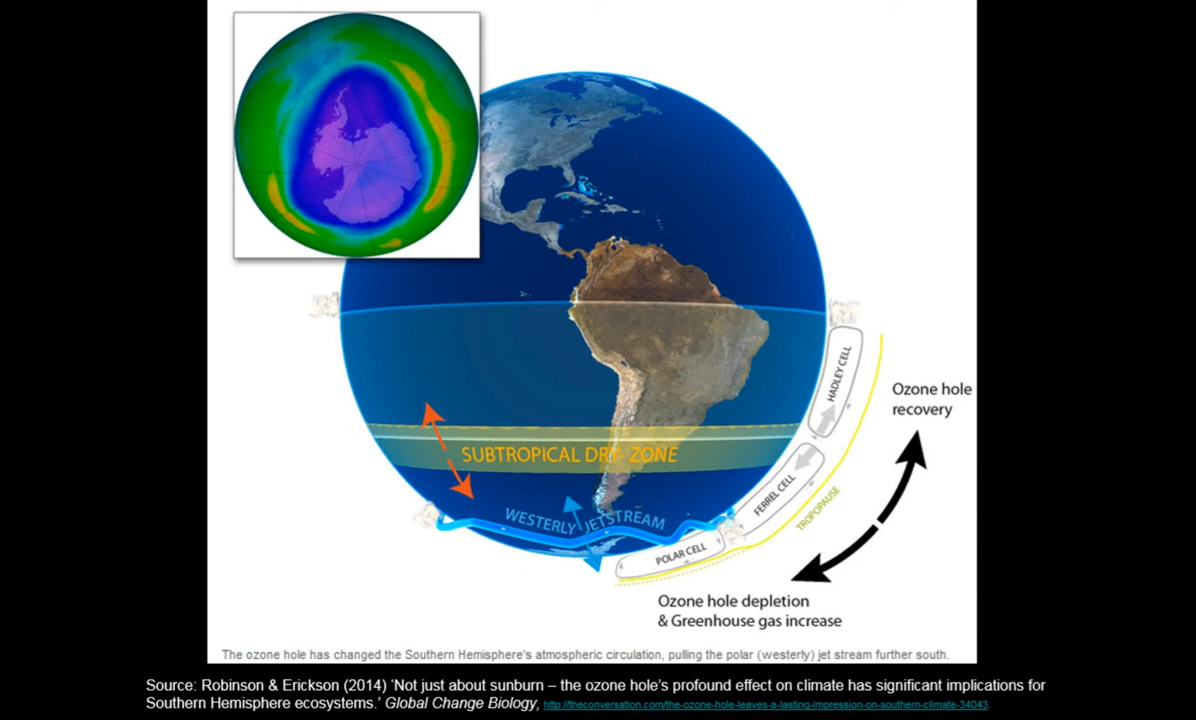 HADLEY CELL
Ozone hole
recovery
SUBTROPICAL DRY ZONE
FERREL CELL
TROPOPAUSE
WESTERLY JETSTREAM
POLAR CELL
Ozone hole depletion
& Greenhouse gas increase
The ozone hole has changed the Southern Hemisphere's atmospheric circulation, pulling the polar (westerly) jet stream further south.
Source: Robinson & Erickson (2014) 'Not just about sunburn – the ozone hole's profound effect on climate has significant implications for
Southern Hemisphere ecosystems.' Global Change Biology, http://theconversation.com/the-ozone-hole-leaves-a-lasting-impression-on-southern-climate-34043.